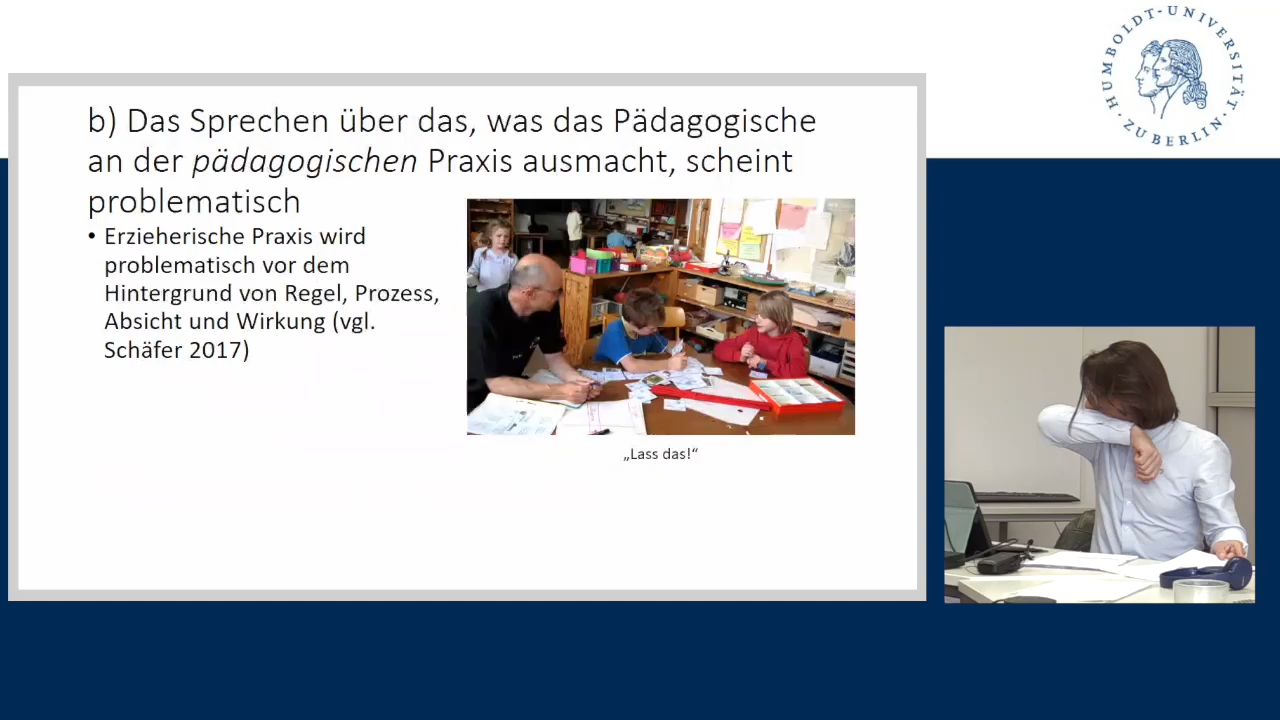 HUMBOLDT-UNIVERSITÄT
· ZU BERLIN ·
b) Das Sprechen über das, was das Pädagogische
an der pädagogischen Praxis ausmacht, scheint
problematisch
• Erzieherische Praxis wird
problematisch vor dem
Hintergrund von Regel, Prozess,
Absicht und Wirkung (vgl.
Schäfer 2017)
„Lass das!“